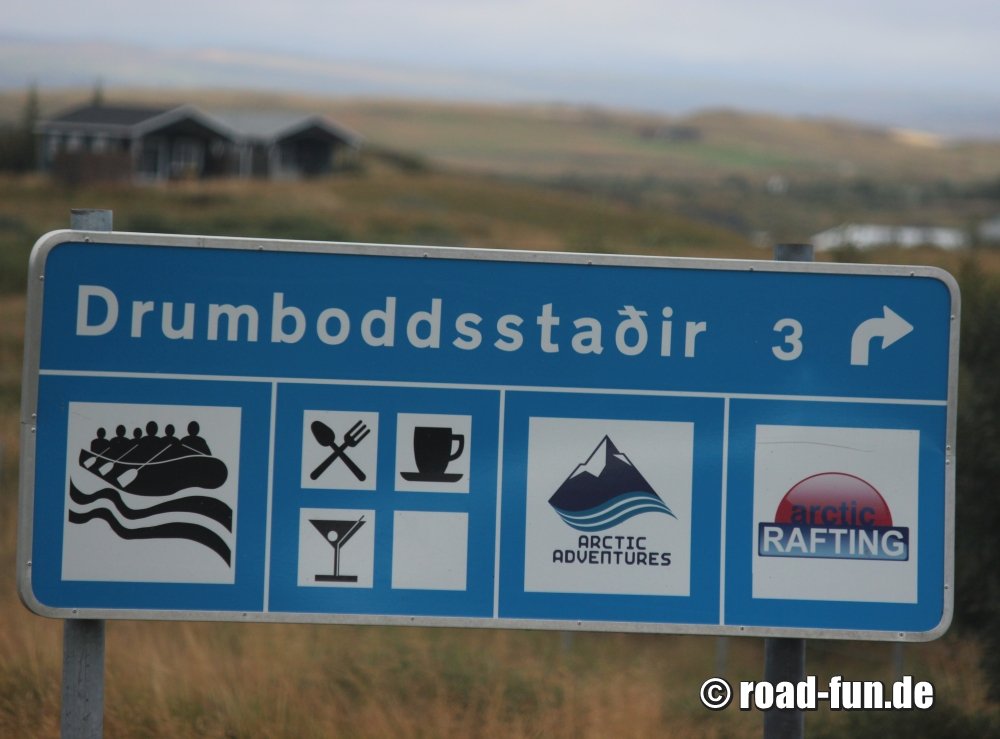 Drumboddsstaðir 3
ARCTIC
ADVENTURES
arctic
RAFTING
© road-fun.de